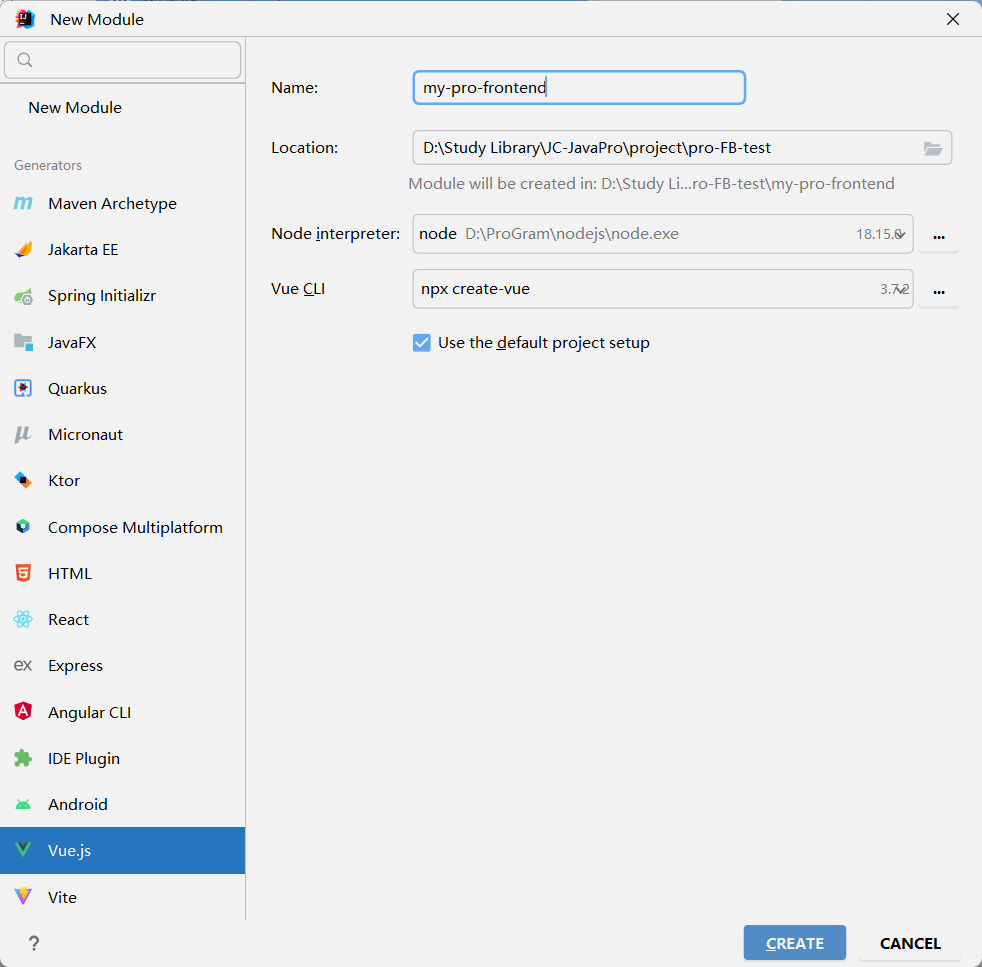 New Module
New Module
Generators
Maven Archetype
Jakarta EE
Spring Initializr
JavaFX
Quarkus
Micronaut
Ktor
Compose Multiplatform
HTML
React
ex Express
Angular CLI
IDE Plugin
Android
Vue.js
Vite
Name: my-pro-frontend
Location: D:\Study Library\JC-JavaPro\project\pro-FB-test
Module will be created in: D:\Study Li...ro-FB-test\my-pro-frontend
Node interpreter: node D:\ProGram\nodejs\node.exe 18.15.0 ...
Vue CLI npx create-vue 3.7.2 ...
Use the default project setup
? CREATE CANCEL